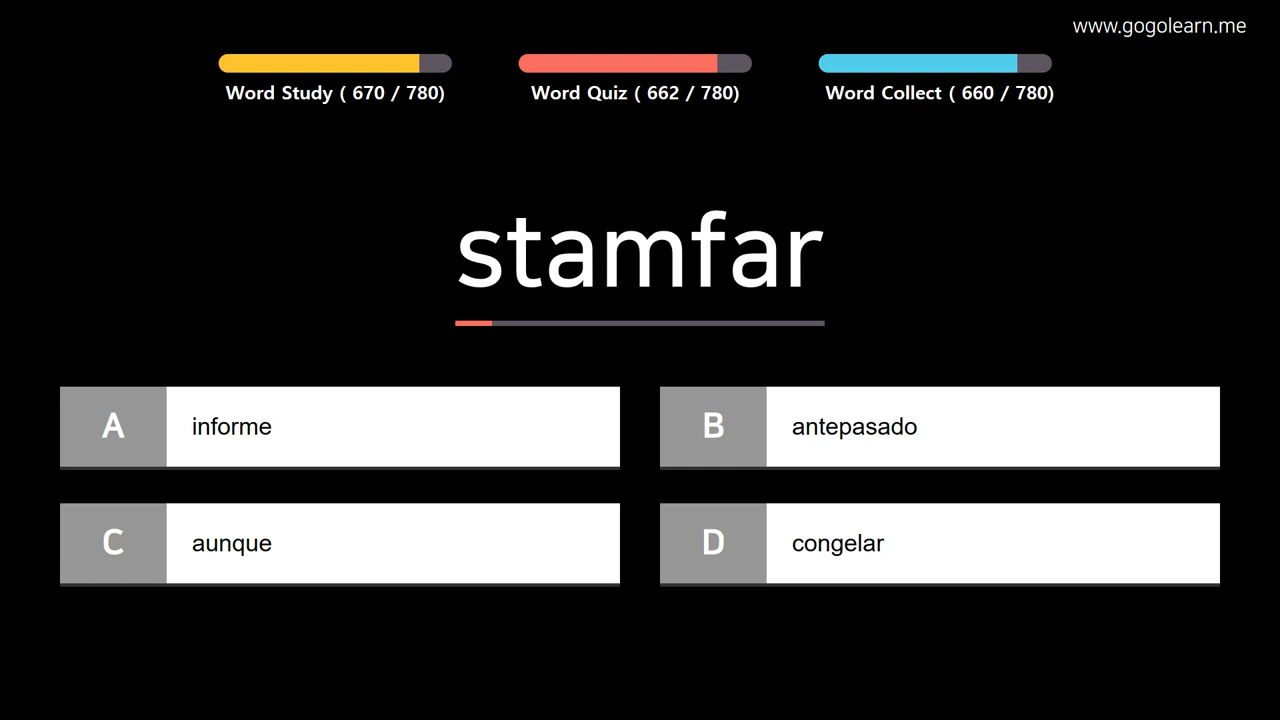 www.gogolearn.me
Word Study ( 670 / 780)
Word Quiz ( 662 / 780)
Word Collect ( 660 / 780)
stamfar
A informe
B antepasado
C aunque
D congelar